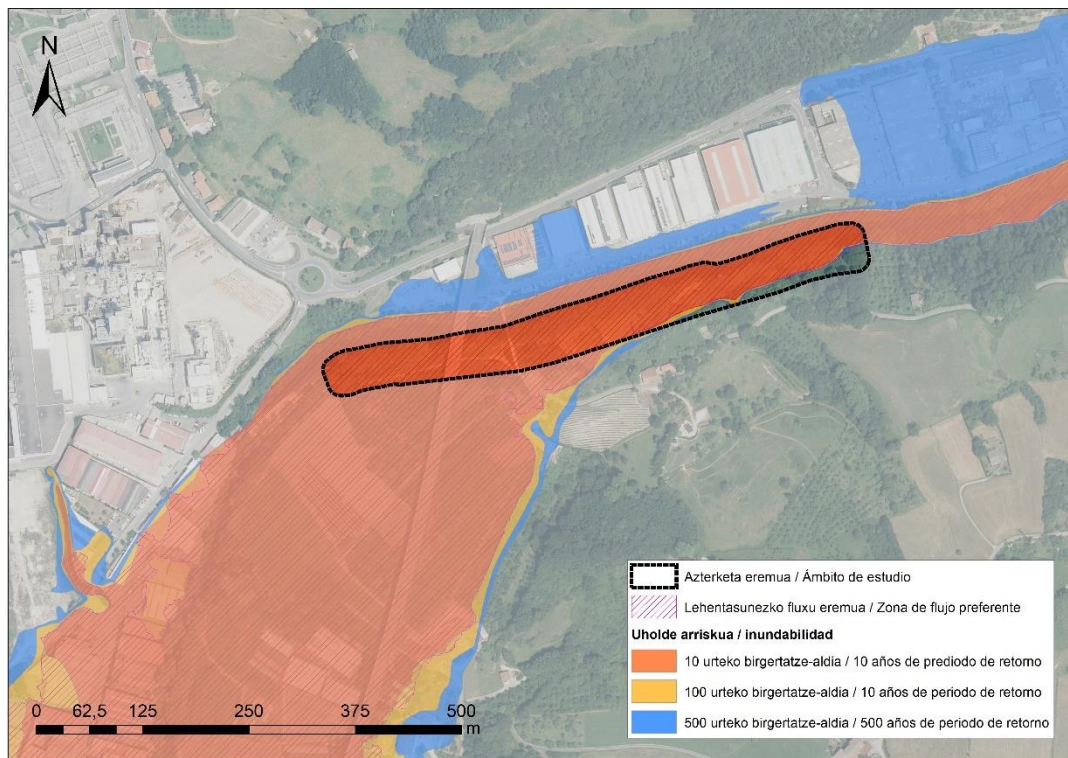 N
Azterketa eremua / Ámbito de estudio
Lehentasunezko fluxu eremua / Zona de flujo preferente
Uholde arriskua / inundabilidad
10 urteko birgertatze-aldia / 10 años de prediodo de retorno
100 urteko birgertatze-aldia / 10 años de periodo de retorno
500 urteko birgertatze-aldia / 500 años de periodo de retorno
0 62,5 125 250 375 500
m